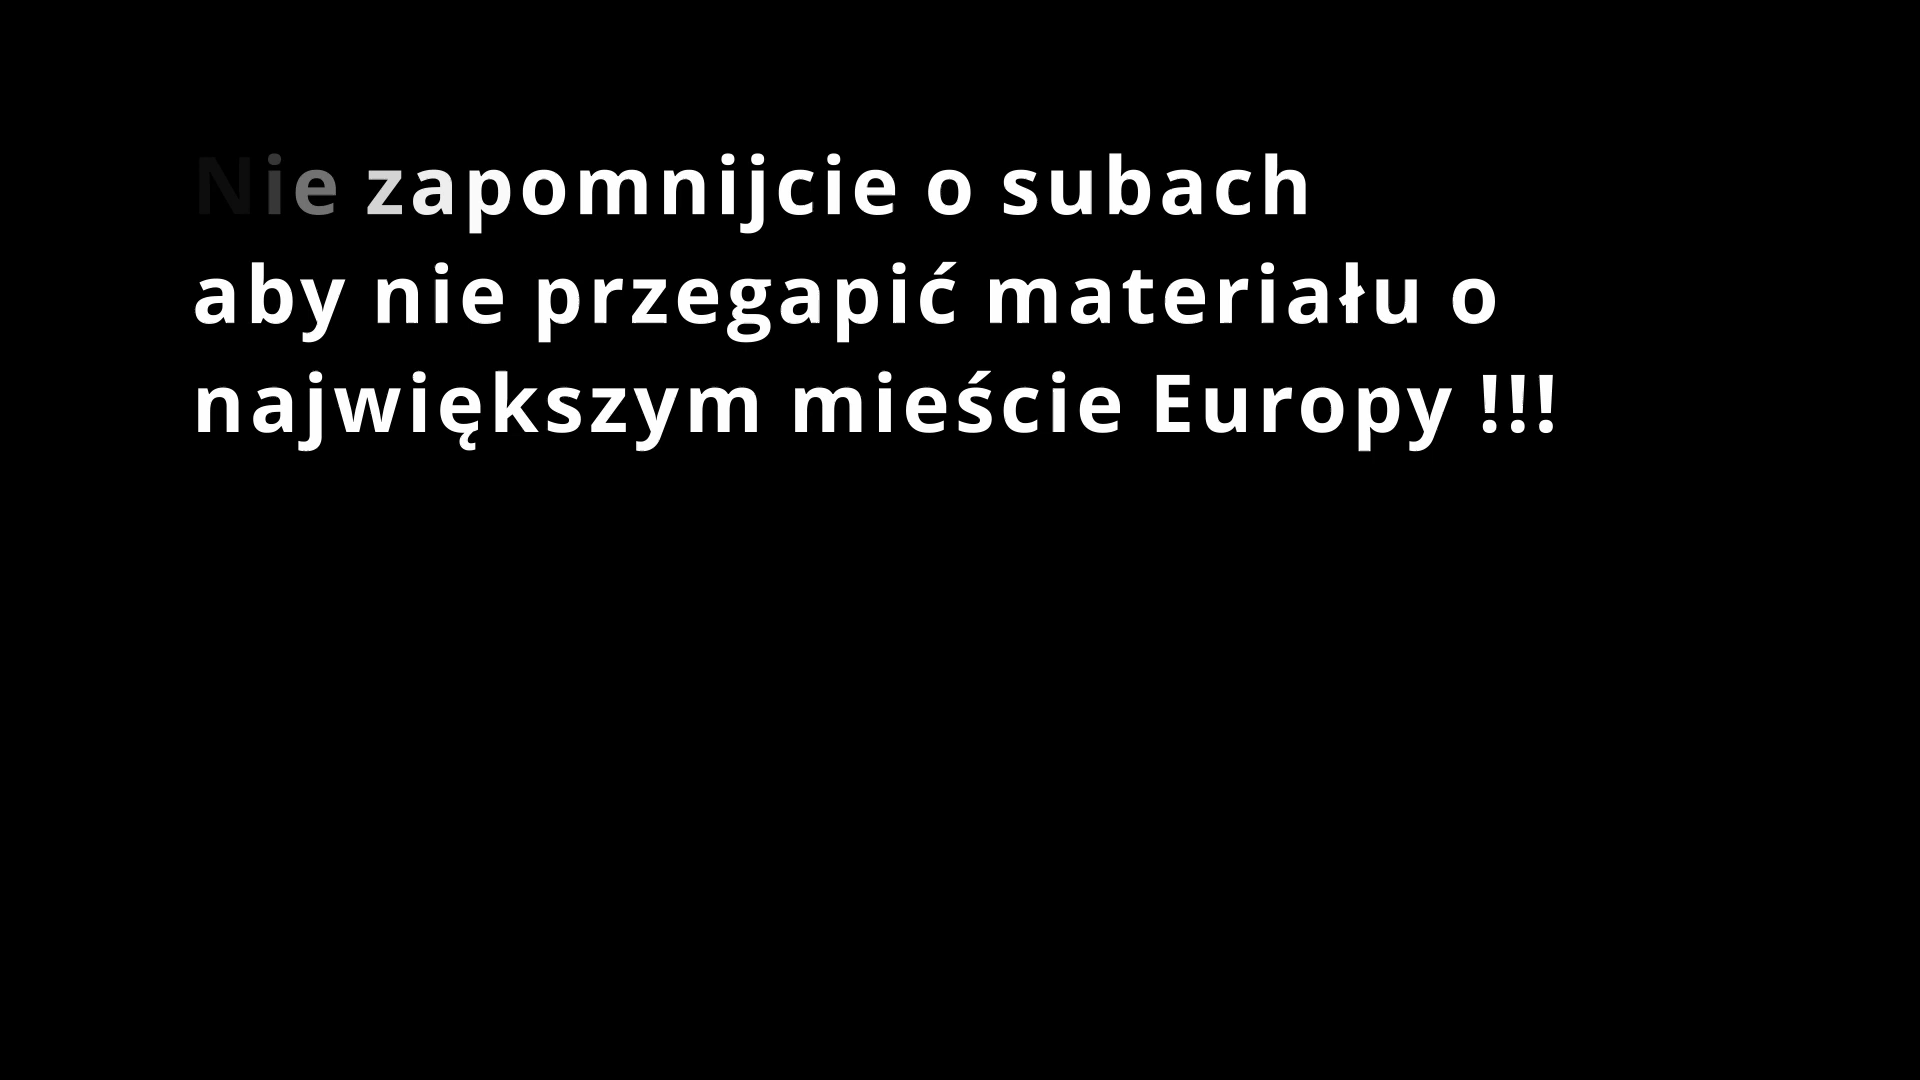 Nie zapomnijcie o subach
aby nie przegapić materiału o
największym mieście Europy !!!